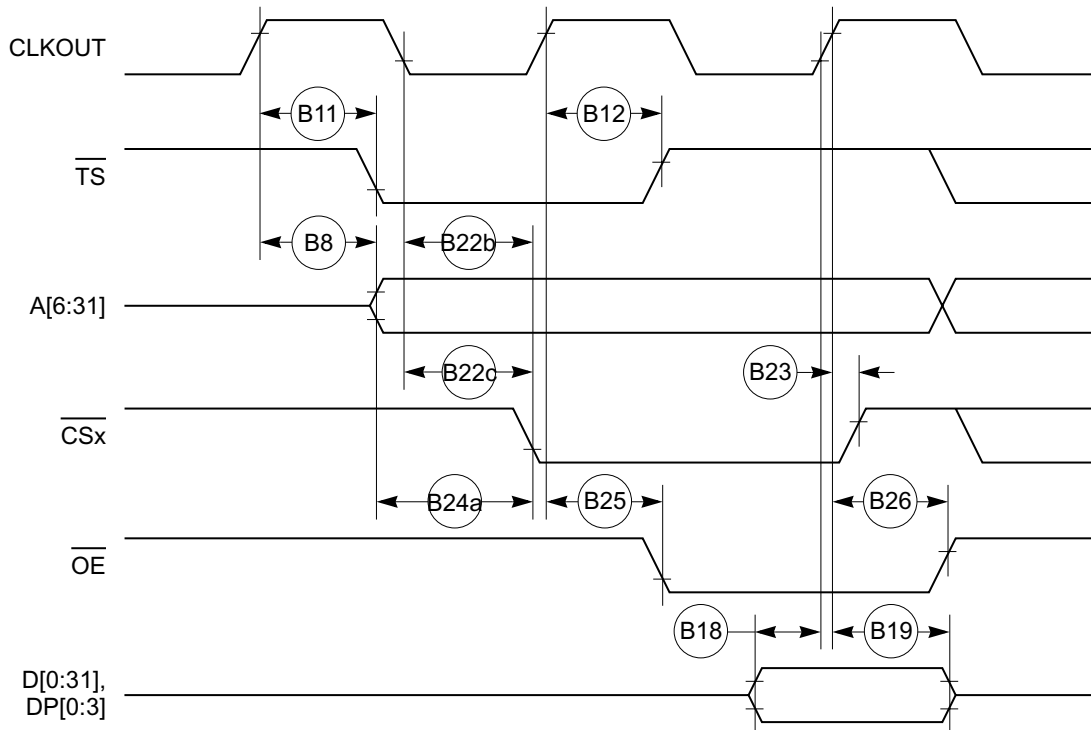 CLKOUT
B11
B12
TS
B8
B22b
A[6:31]
B22c
B23
CSx
B24a
B25
B26
OE
B18
B19
D[0:31],
DP[0:3]